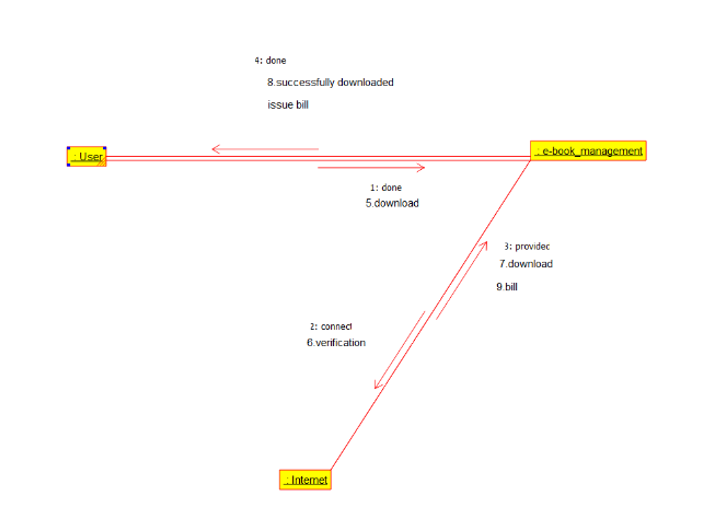 4: done
8.successfully downloaded
issue bill
: User
: e-book_management
1: done
5.download
3: providec
7.download
9.bill
2: connect
6.verification
: Internet